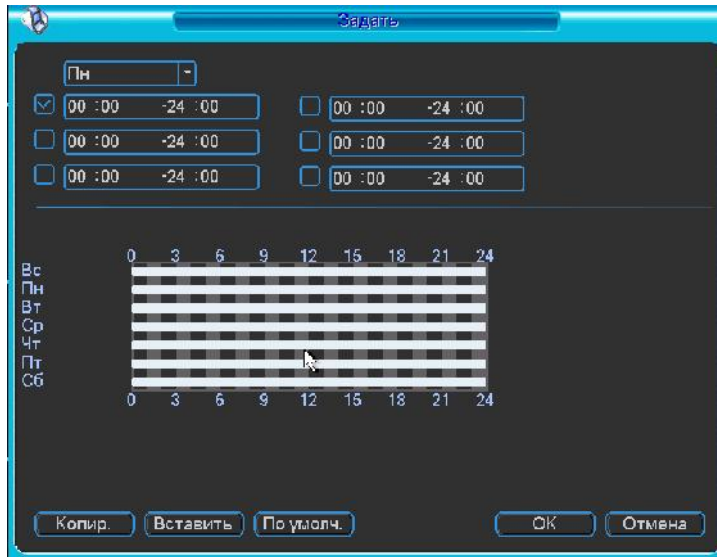 Задать
Пн
00 :00 -24 :00 00 :00 -24 :00
00 :00 -24 :00 00 :00 -24 :00
00 :00 -24 :00 00 :00 -24 :00
0 3 6 9 12 15 18 21 24
Вс
Пн
Вт
Ср
Чт
Пт
Сб
0 3 6 9 12 15 18 21 24
Копир. Вставить По умолч. OK Отмена